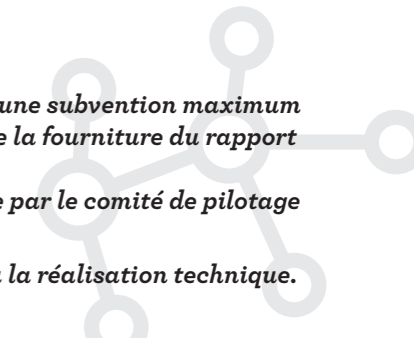 une subvention maximum
la fourniture du rapport
par le comité de pilotage
la réalisation technique.